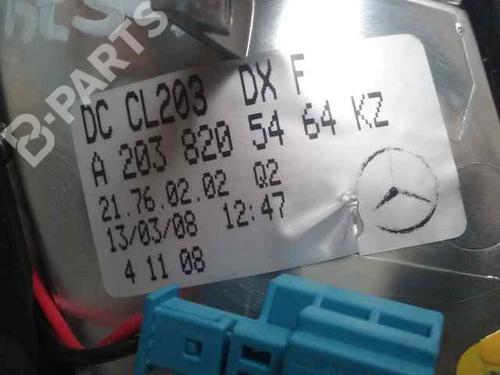 B-PARTS
DC CL203 DX F
A 203 820 54 64 KZ
21.76.02.02 Q2
13/03/08 12:47
4 11 08